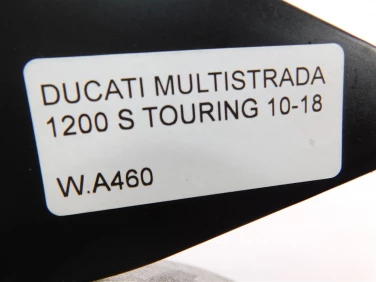 DUCATI MULTISTRADA
1200 S TOURING 10-18
W.A460